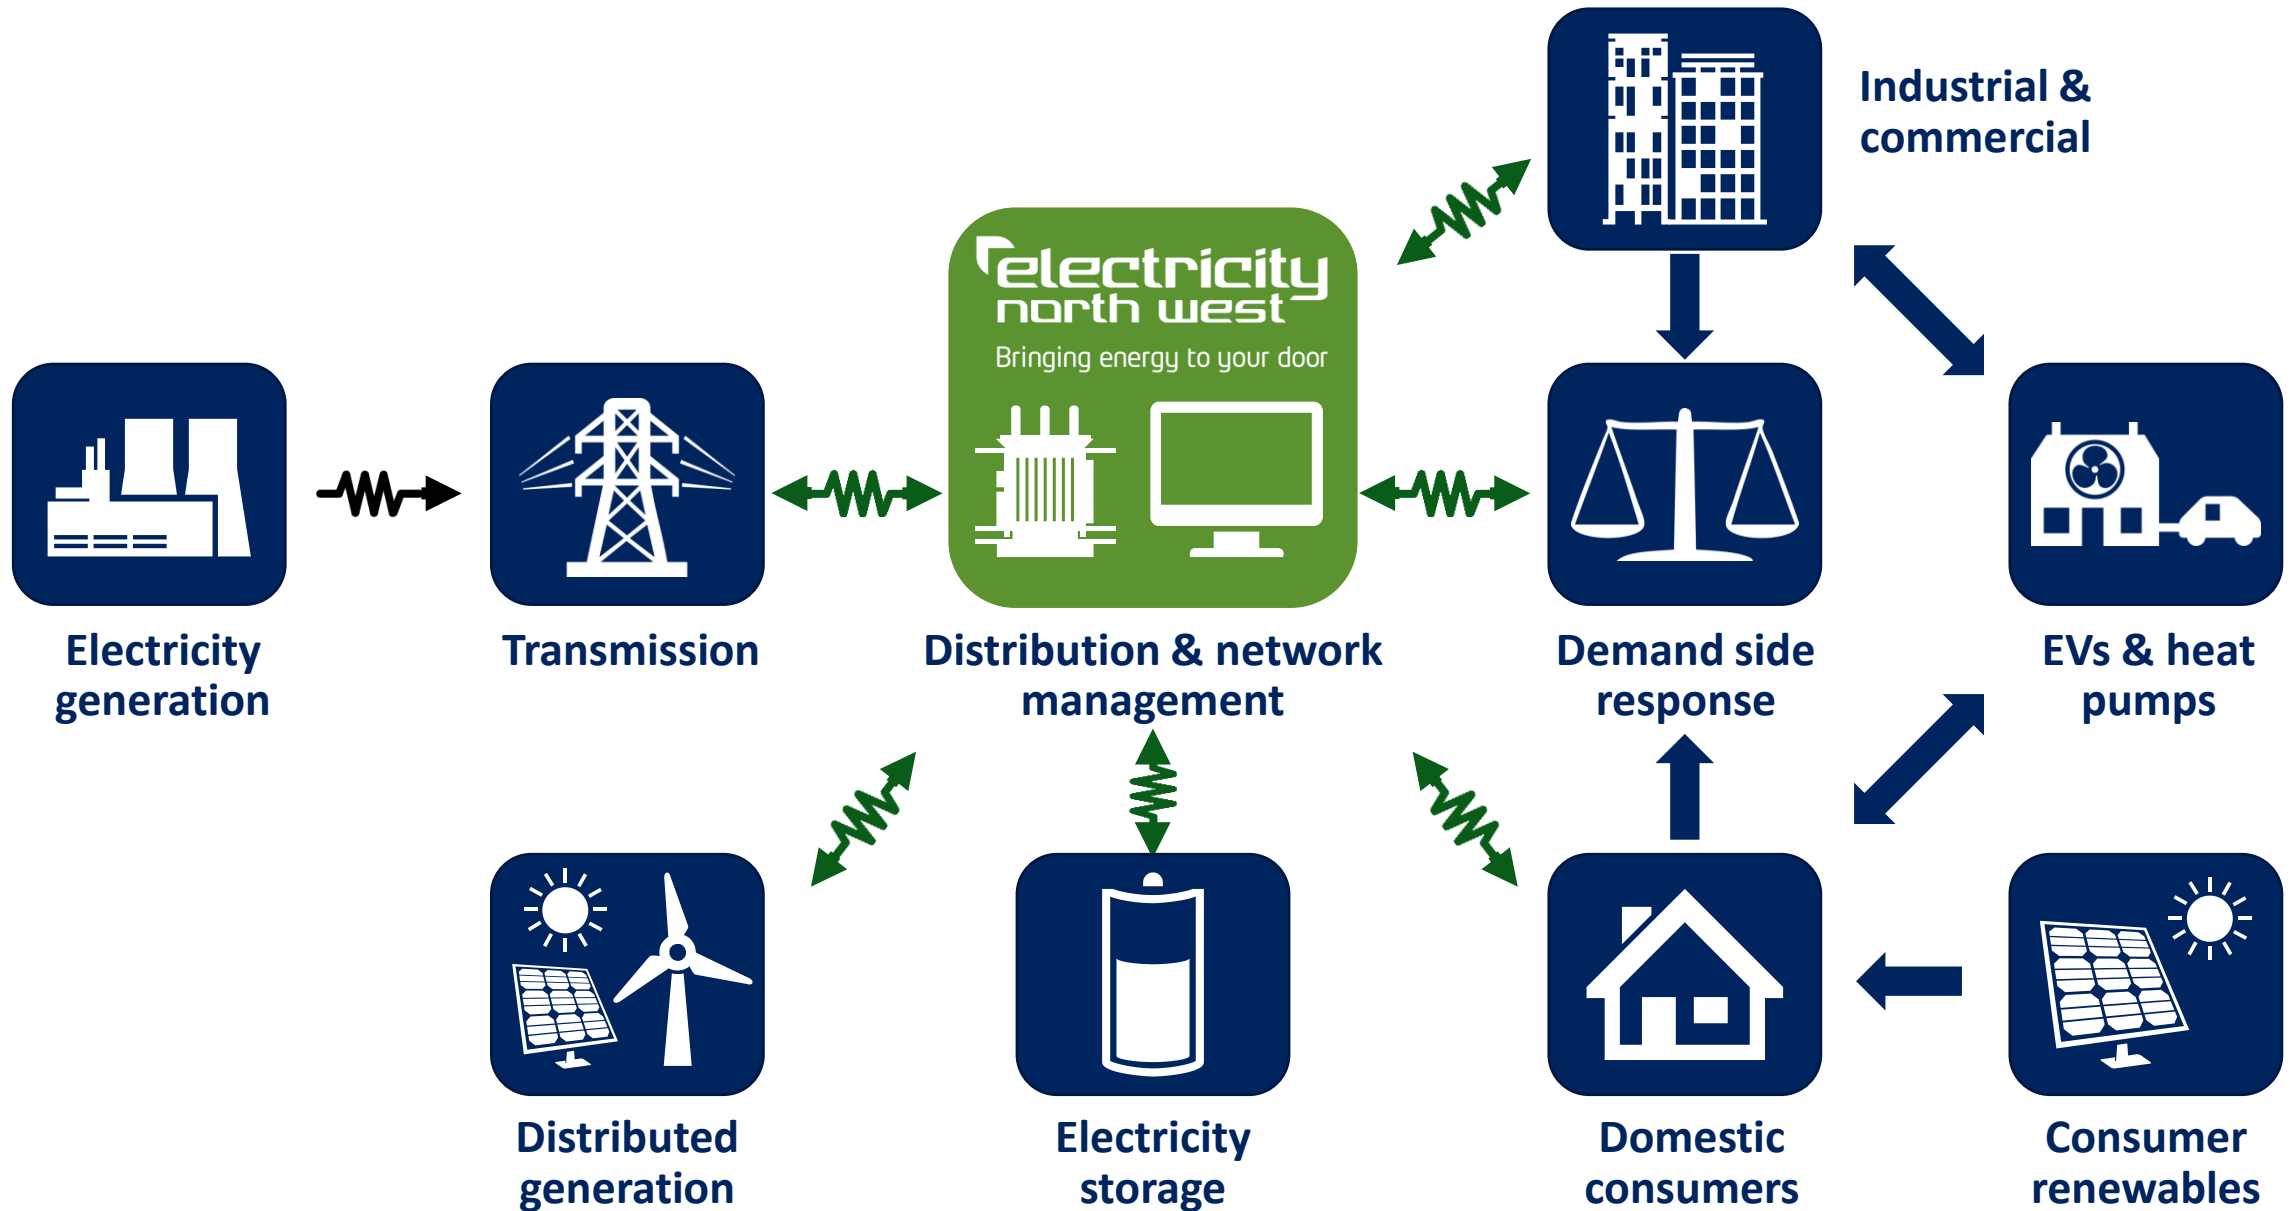 Industrial &
commercial
electricity
north west
Bringing energy to your door
Electricity
generation
Transmission
Distribution & network
management
Demand side
response
EVs & heat
pumps
Distributed
generation
Electricity
storage
Domestic
consumers
Consumer
renewables